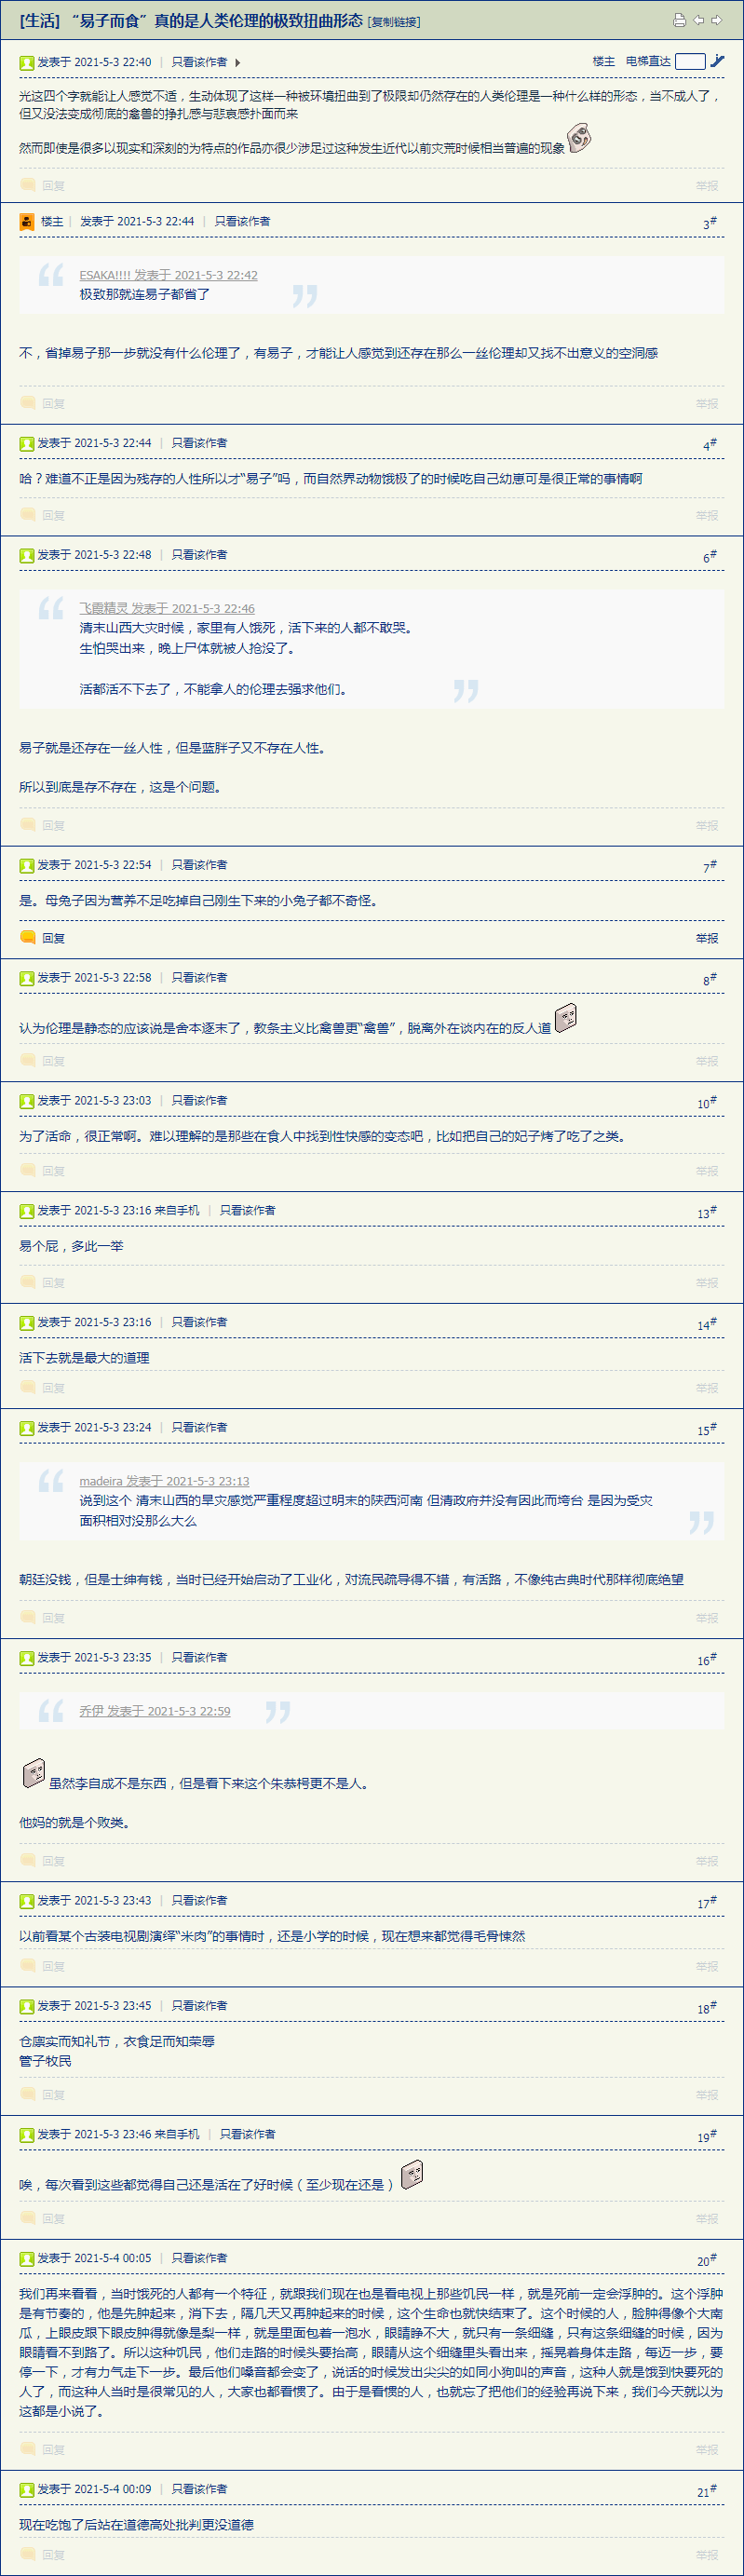 [生活] “易子而食”真的是人类伦理的极致扭曲形态 [复制链接]
发表于 2021-5-3 22:40 | 只看该作者 楼主 电梯直达
光这四个字就能让人感觉不适，生动体现了这样一种被环境扭曲到了极限却仍然存在的人类伦理是一种什么样的形态，当不成人了，
但又没法变成彻底的禽兽的挣扎感与悲哀感扑面而来
然而即使是很多以现实和深刻的为特点的作品亦很少涉足过这种发生近代以前灾荒时候相当普遍的现象
回复 举报
楼主 | 发表于 2021-5-3 22:44 | 只看该作者 3#
ESAKA!!!! 发表于 2021-5-3 22:42
极致那就连易子都省了
不，省掉易子那一步就没有什么伦理了，有易子，才能让人感觉到还存在那么一丝伦理却又找不出意义的空洞感
回复 举报
发表于 2021-5-3 22:44 | 只看该作者 4#
哈？难道不正是因为残存的人性所以才“易子”吗，而自然界动物饿极了的时候吃自己幼崽可是很正常的事情啊
回复 举报
发表于 2021-5-3 22:48 | 只看该作者 6#
飞霞精灵 发表于 2021-5-3 22:46
清末山西大灾时候，家里有人饿死，活下来的人都不敢哭。
生怕哭出来，晚上尸体就被人抢没了。
活都活不下去了，不能拿人的伦理去强求他们。
易子就是还存在一丝人性，但是蓝胖子又不存在人性。
所以到底是存不存在，这是个问题。
回复 举报
发表于 2021-5-3 22:54 | 只看该作者 7#
是。母兔子因为营养不足吃掉自己刚生下来的小兔子都不奇怪。
回复 举报
发表于 2021-5-3 22:58 | 只看该作者 8#
认为伦理是静态的应该说是舍本逐末了，教条主义比禽兽更“禽兽”，脱离外在谈内在的反人道
回复 举报
发表于 2021-5-3 23:03 | 只看该作者 10#
为了活命，很正常啊。难以理解的是那些在食人中找到性快感的变态吧，比如把自己的妃子烤了吃了之类。
回复 举报
发表于 2021-5-3 23:16 来自手机 | 只看该作者 13#
易个屁，多此一举
回复 举报
发表于 2021-5-3 23:16 | 只看该作者 14#
活下去就是最大的道理
回复 举报
发表于 2021-5-3 23:24 | 只看该作者 15#
madeira 发表于 2021-5-3 23:13
说到这个 清末山西的旱灾感觉严重程度超过明末的陕西河南 但清政府并没有因此而垮台 是因为受灾
面积相对没那么大么
朝廷没钱，但是士绅有钱，当时已经开始启动了工业化，对流民疏导得不错，有活路，不像纯古典时代那样彻底绝望
回复 举报
发表于 2021-5-3 23:35 | 只看该作者 16#
乔伊 发表于 2021-5-3 22:59
虽然李自成不是东西，但是看下来这个朱恭枵更不是人。
他妈的就是个败类。
回复 举报
发表于 2021-5-3 23:43 | 只看该作者 17#
以前看某个古装电视剧演绎“米肉”的事情时，还是小学的时候，现在想来都觉得毛骨悚然
回复 举报
发表于 2021-5-3 23:45 | 只看该作者 18#
仓廪实而知礼节，衣食足而知荣辱
管子牧民
回复 举报
发表于 2021-5-3 23:46 来自手机 | 只看该作者 19#
唉，每次看到这些都觉得自己还是活在了好时候（至少现在还是）
回复 举报
发表于 2021-5-4 00:05 | 只看该作者 20#
我们再来看看，当时饿死的人都有一个特征，就跟我们现在也是看电视上那些饥民一样，就是死前一定会浮肿的。这个浮肿
是有节奏的，他是先肿起来，消下去，隔几天又再肿起来的时候，这个生命也就快结束了。这个时候的人，脸肿得像个大南
瓜，上眼皮跟下眼皮肿得就像是梨一样，就是里面包着一泡水，眼睛睁不大，就只有一条细缝，只有这条细缝的时候，因为
眼睛看不到路了。所以这种饥民，他们走路的时候头要抬高，眼睛从这个细缝里头看出来，摇晃着身体走路，每迈一步，要
停一下，才有力气走下一步。最后他们嗓音都会变了，说话的时候发出尖尖的如同小狗叫的声音，这种人就是饿到快要死的
人了，而这种人当时是很常见的人，大家也都看惯了。由于是看惯的人，也就忘了把他们的经验再说下来，我们今天就以为
这都是小说了。
回复 举报
发表于 2021-5-4 00:09 | 只看该作者 21#
现在吃饱了后站在道德高处批判更没道德
回复 举报